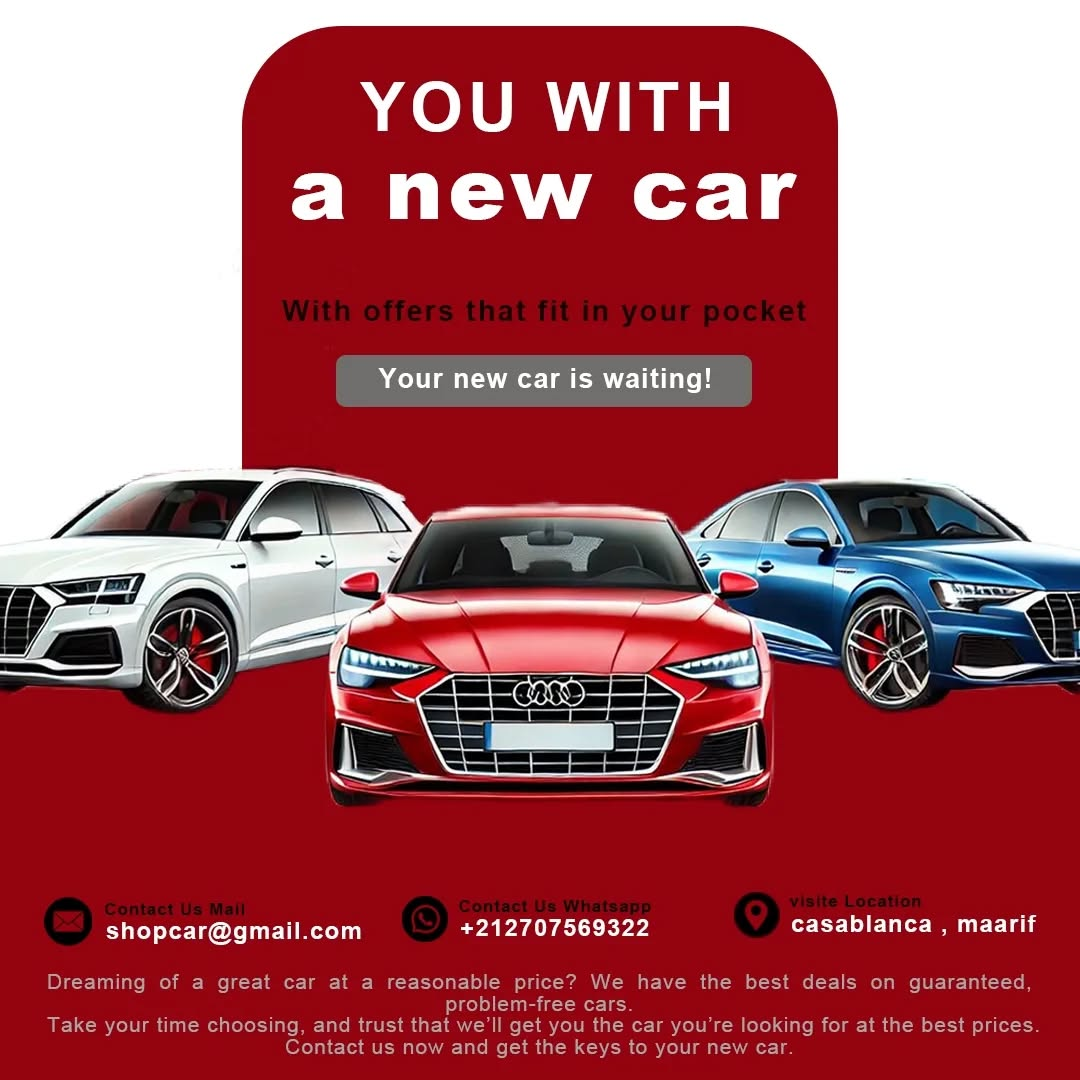 YOU WITH
a new car
With offers that fit in your pocket
Your new car is waiting!
Contact Us Mail
shopcar@gmail.com
Contact Us Whatsapp
+212707569322
visite Location
casablanca , maarif
Dreaming of a great car at a reasonable price? We have the best deals on guaranteed,
problem-free cars.
Take your time choosing, and trust that we’ll get you the car you’re looking for at the best prices.
Contact us now and get the keys to your new car.